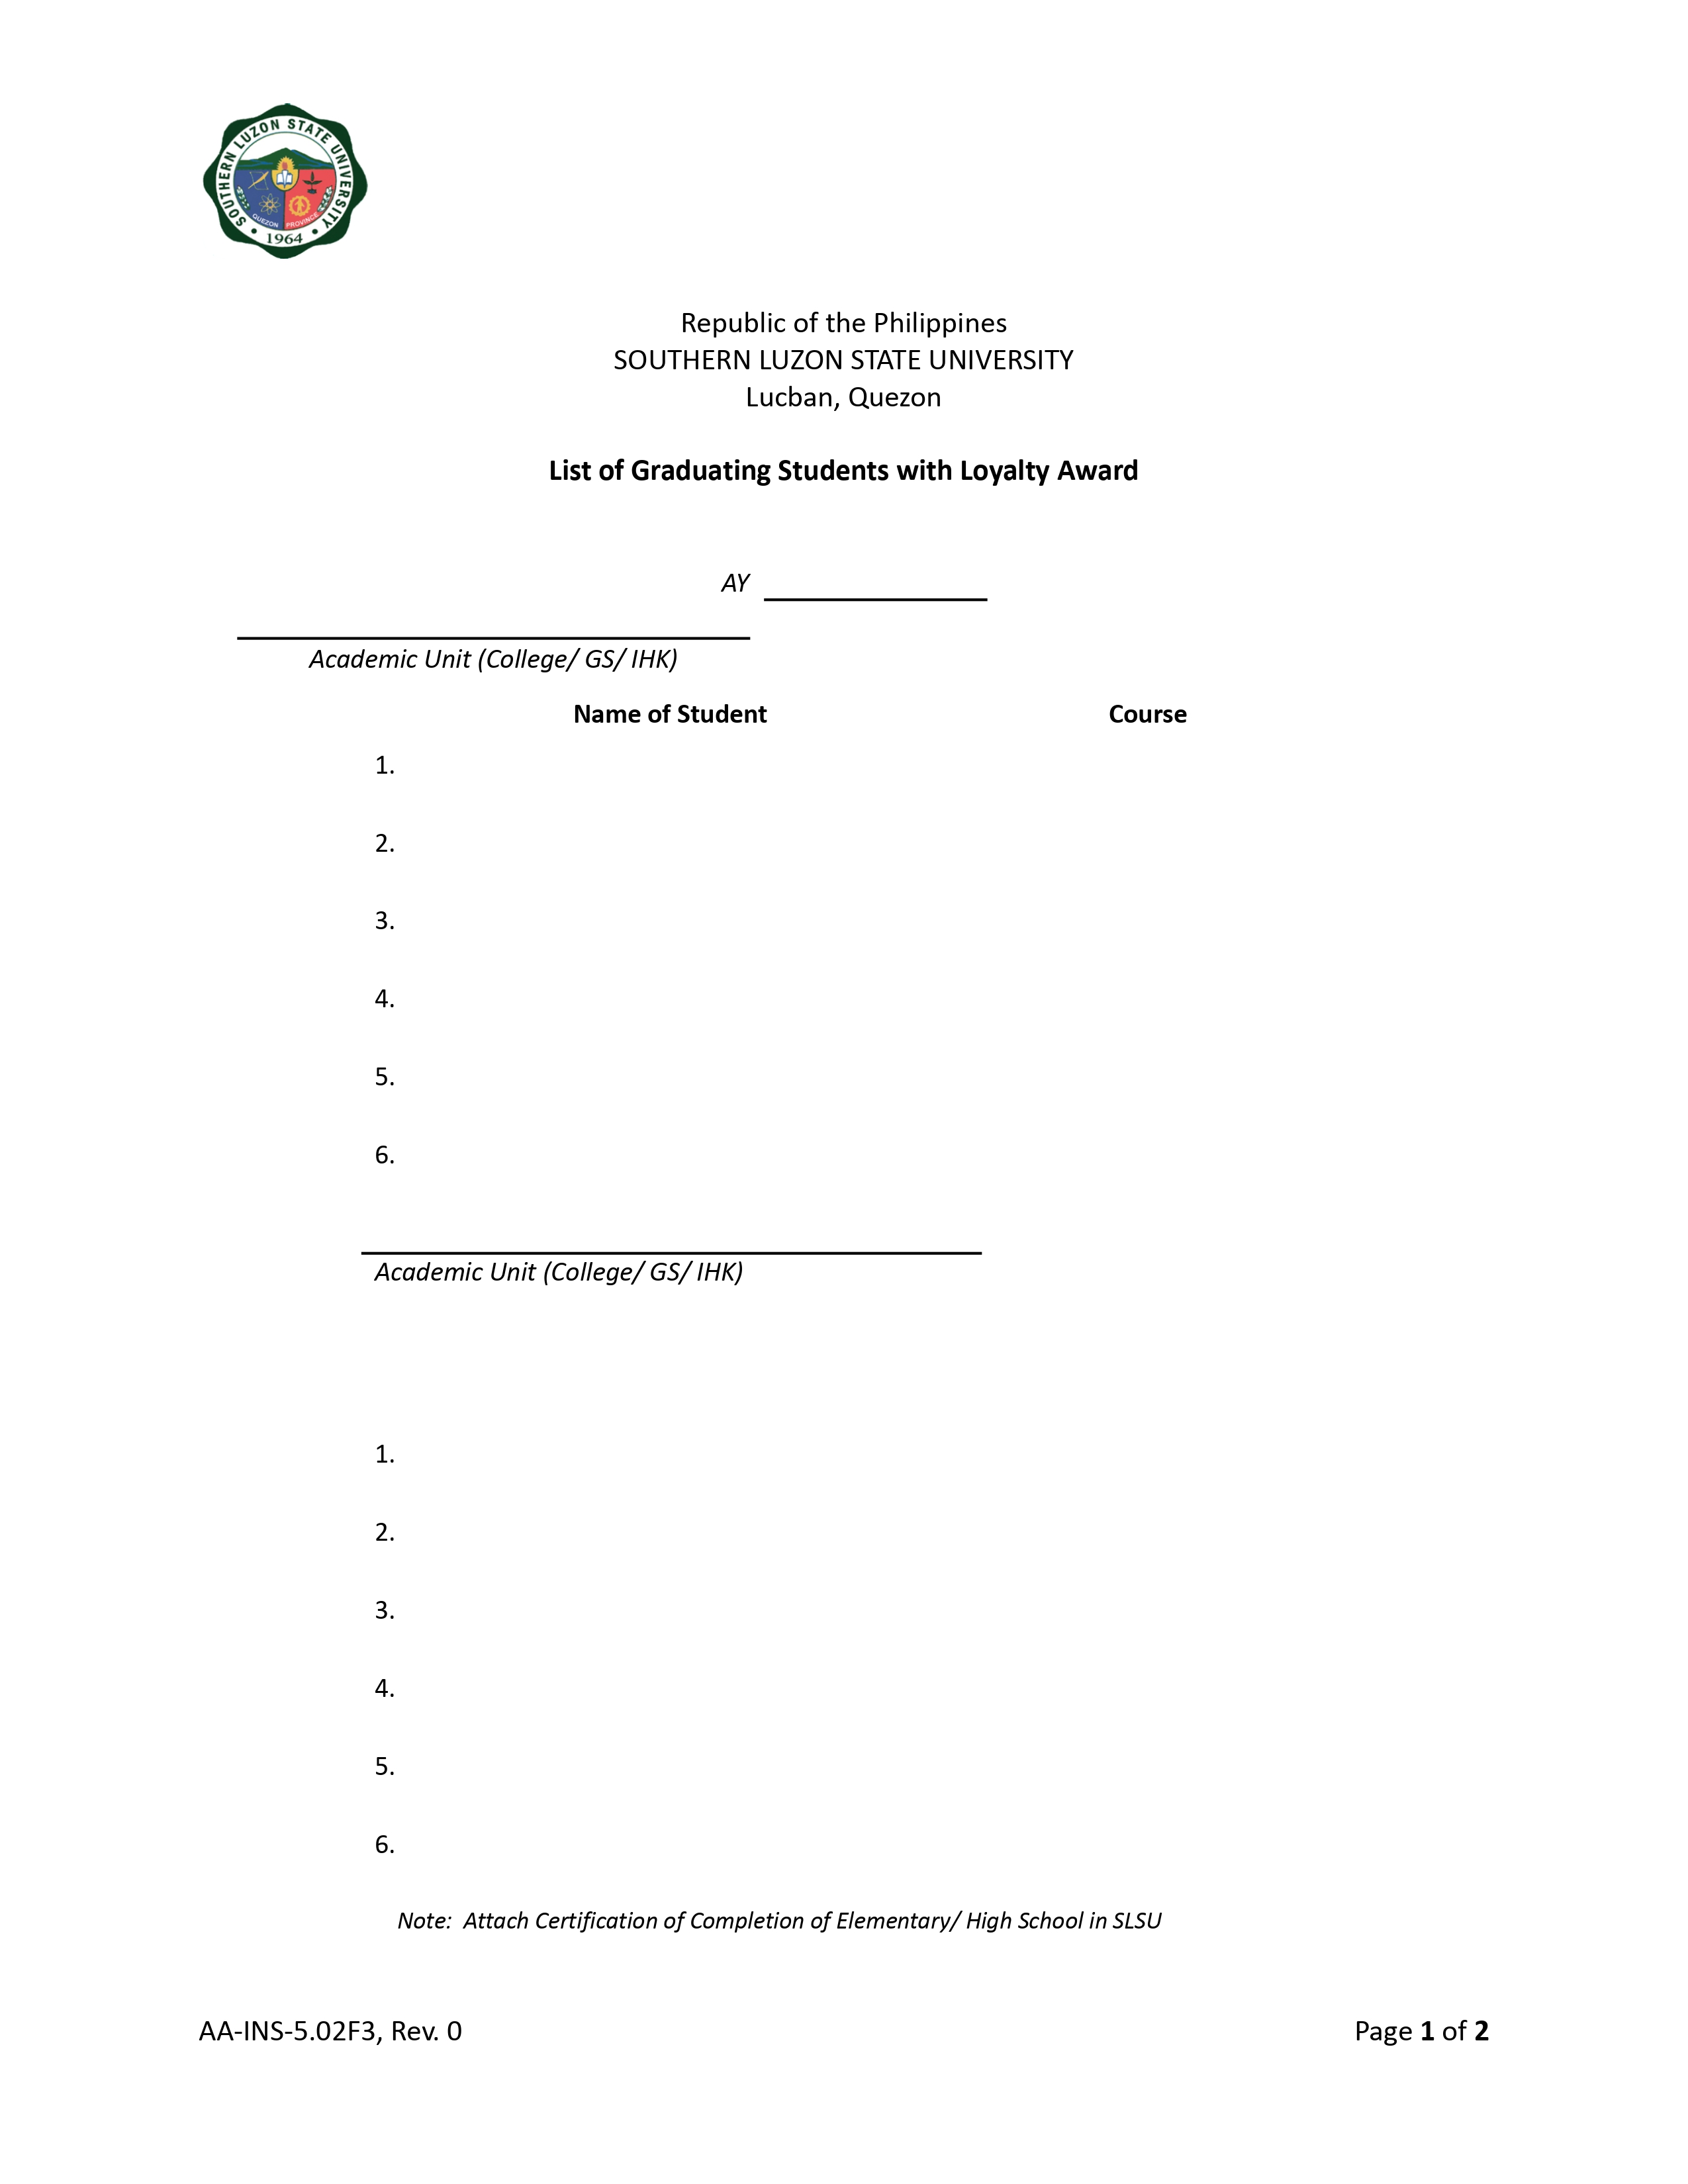 SOUTHERN LUZON STATE UNIVERSITY
QUEZON PROVINCE
1964
Republic of the Philippines
SOUTHERN LUZON STATE UNIVERSITY
Lucban, Quezon
List of Graduating Students with Loyalty Award
AY
Academic Unit (College/ GS/ IHK)
Name of Student Course
1.
2.
3.
4.
5.
6.
Academic Unit (College/ GS/ IHK)
1.
2.
3.
4.
5.
6.
Note:  Attach Certification of Completion of Elementary/ High School in SLSU
AA-INS-5.02F3, Rev. 0 Page 1 of 2